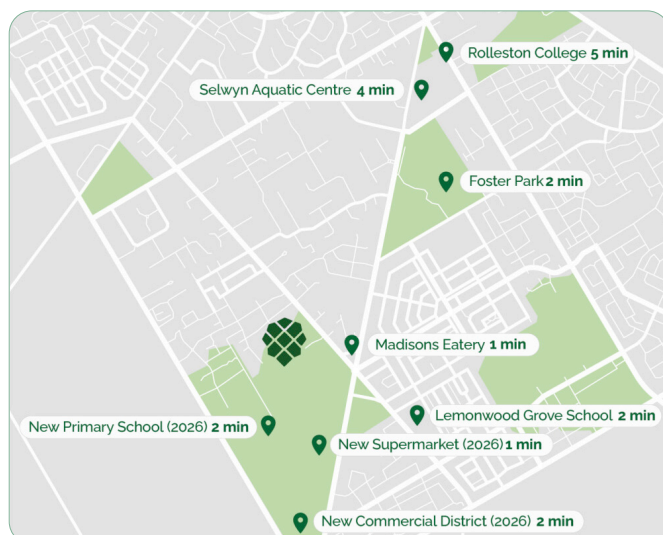 Rolleston College 5 min
Selwyn Aquatic Centre 4 min
Foster Park 2 min
Madisons Eatery 1 min
Lemonwood Grove School 2 min
New Primary School (2026) 2 min
New Supermarket (2026) 1 min
New Commercial District (2026) 2 min